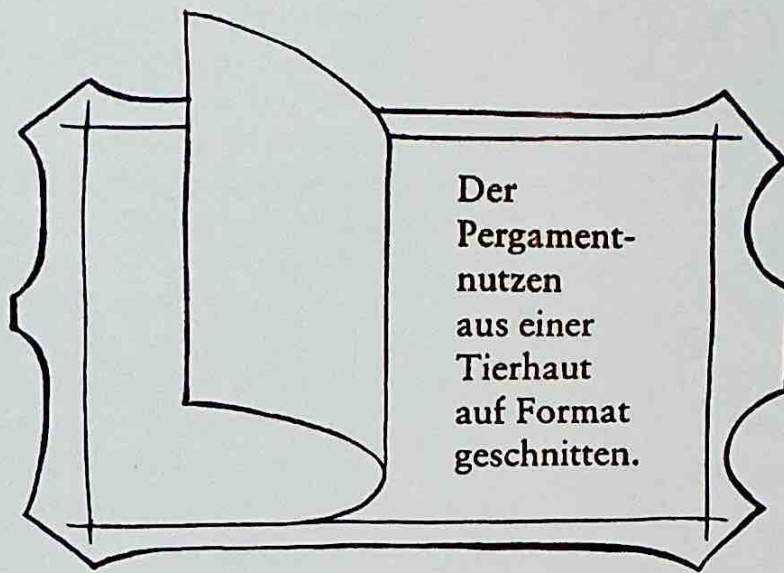 Der
Pergament-
nutzen
aus einer
Tierhaut
auf Format
geschnitten.